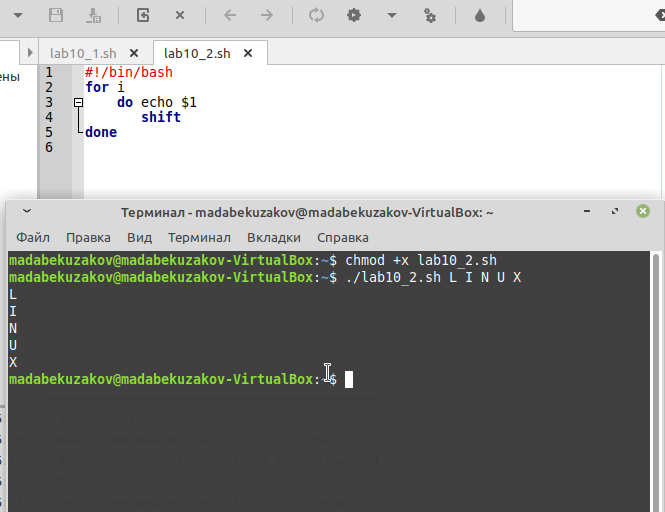 lab10_1.sh ✕ lab10_2.sh ✕
ены
1 #!/bin/bash
2 for i
3 do echo $1
4 shift
5 done
6
Терминал - madabekuzakov@madabekuzakov-VirtualBox: ~
Файл Правка Вид Терминал Вкладки Справка
madabekuzakov@madabekuzakov-VirtualBox:~$ chmod +x lab10_2.sh
madabekuzakov@madabekuzakov-VirtualBox:~$ ./lab10_2.sh L I N U X
L
I
N
U
X
madabekuzakov@madabekuzakov-VirtualBox:~$